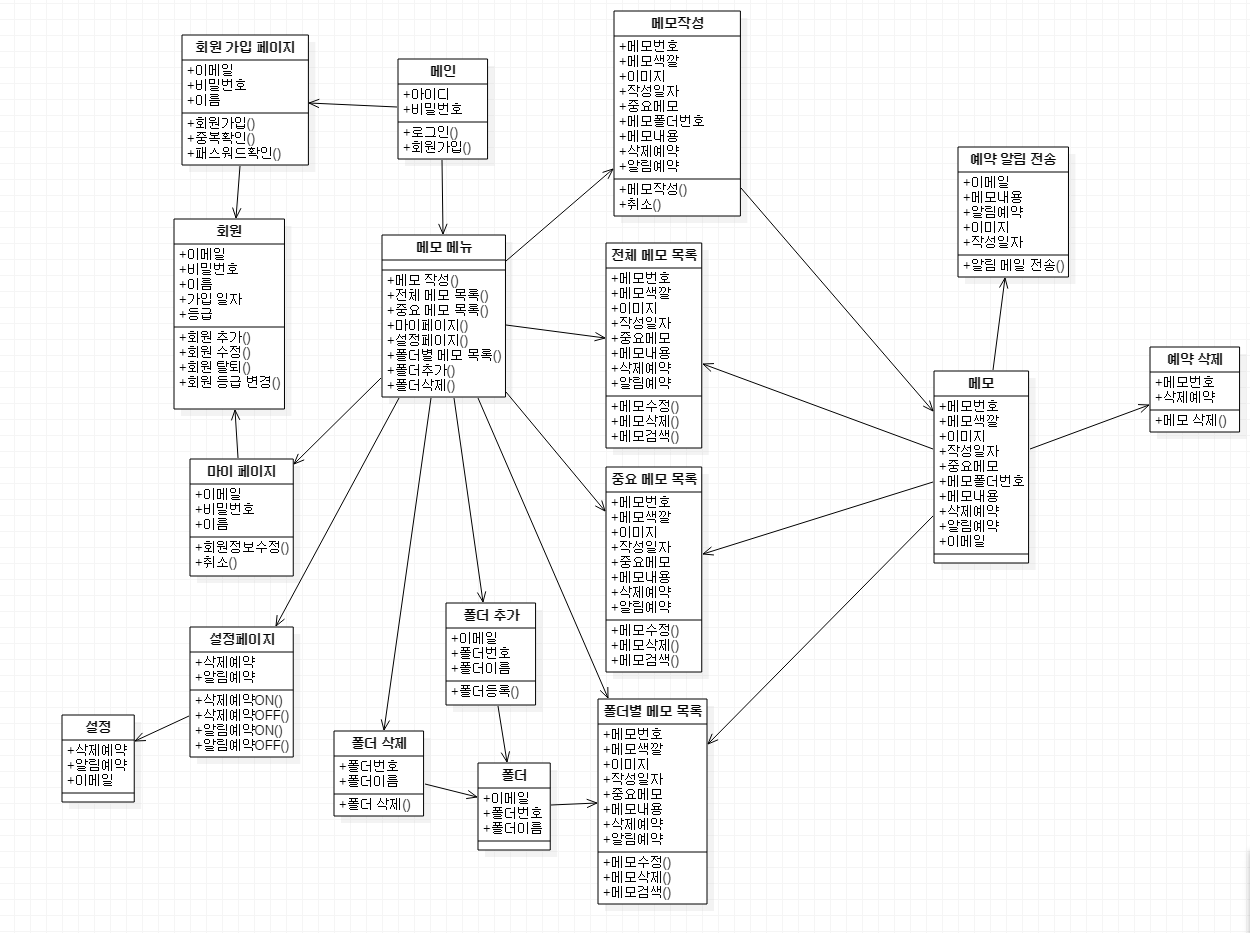 회원 가입 페이지
+이메일
+비밀번호
+이름
+회원가입()
+중복확인()
+패스워드확인()
메인
+아이디
+비밀번호
+로그인()
+회원가입()
메모작성
+메모번호
+메모색깔
+이미지
+작성일자
+중요메모
+메모폴더번호
+메모내용
+삭제예약
+알림예약
+메모작성()
+취소()
예약 알림 전송
+이메일
+메모내용
+알림예약
+이미지
+작성일자
+알림 메일 전송()
회원
+이메일
+비밀번호
+이름
+가입 일자
+등급
+회원 추가()
+회원 수정()
+회원 탈퇴()
+회원 등급 변경()
메모 메뉴
+메모 작성()
+전체 메모 목록()
+중요 메모 목록()
+마이페이지()
+설정페이지()
+폴더별 메모 목록()
+폴더추가()
+폴더삭제()
전체 메모 목록
+메모번호
+메모색깔
+이미지
+작성일자
+중요메모
+메모내용
+삭제예약
+알림예약
+메모수정()
+메모삭제()
+메모검색()
메모
+메모번호
+메모색깔
+이미지
+작성일자
+중요메모
+메모폴더번호
+메모내용
+삭제예약
+알림예약
+이메일
예약 삭제
+메모번호
+삭제예약
+메모 삭제()
마이 페이지
+이메일
+비밀번호
+이름
+회원정보수정()
+취소()
중요 메모 목록
+메모번호
+메모색깔
+이미지
+작성일자
+중요메모
+메모내용
+삭제예약
+알림예약
+메모수정()
+메모삭제()
+메모검색()
설정페이지
+삭제예약
+알림예약
+삭제예약ON()
+삭제예약OFF()
+알림예약ON()
+알림예약OFF()
설정
+삭제예약
+알림예약
+이메일
폴더 추가
+이메일
+폴더번호
+폴더이름
+폴더등록()
폴더 삭제
+폴더번호
+폴더이름
+폴더 삭제()
폴더
+이메일
+폴더번호
+폴더이름
폴더별 메모 목록
+메모번호
+메모색깔
+이미지
+작성일자
+중요메모
+메모내용
+삭제예약
+알림예약
+메모수정()
+메모삭제()
+메모검색()